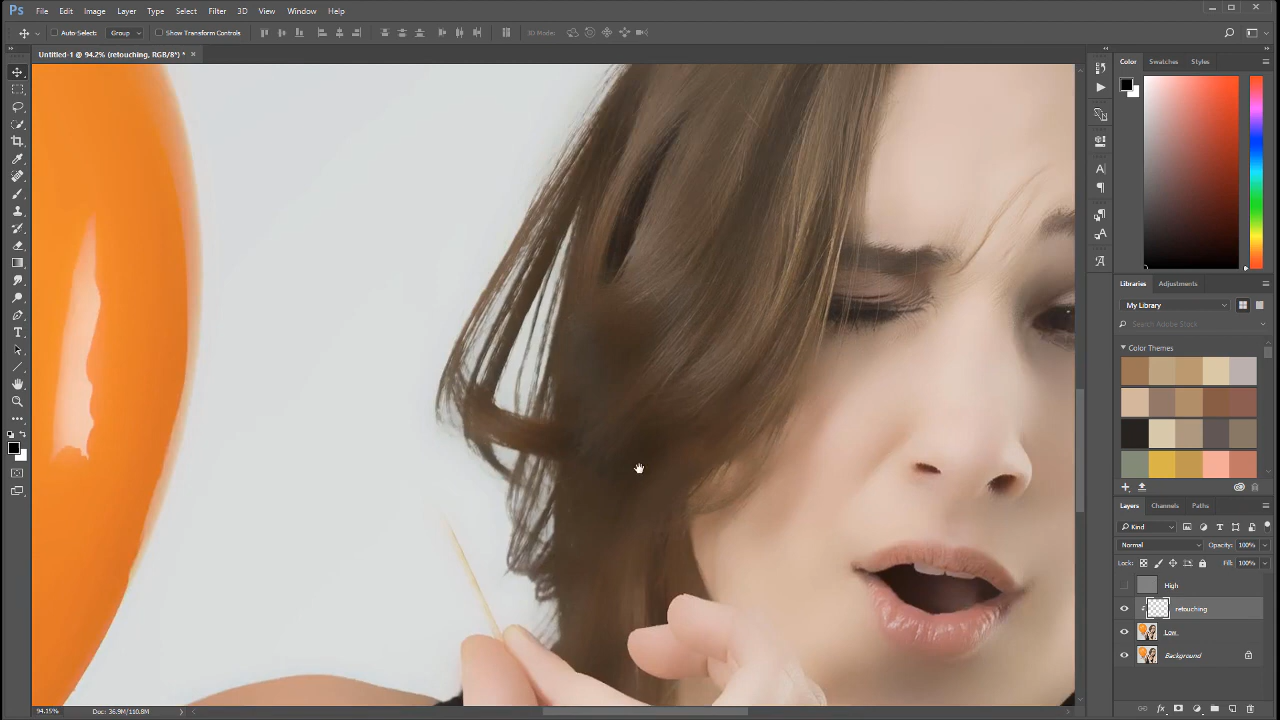 Ps File Edit Image Layer Type Select Filter 3D View Window Help
Auto-Select: Group Show Transform Controls 3D Mode:
Untitled-1 @ 94.2% (retouching, RGB/8*) * ×
Color Swatches Styles
Libraries Adjustments
My Library
Search Adobe Stock
Color Themes
Layers Channels Paths
Kind
Normal Opacity: 100%
Lock: Fill: 100%
High
retouching
Low
Background
94.15% Doc: 36.9M/110.8M